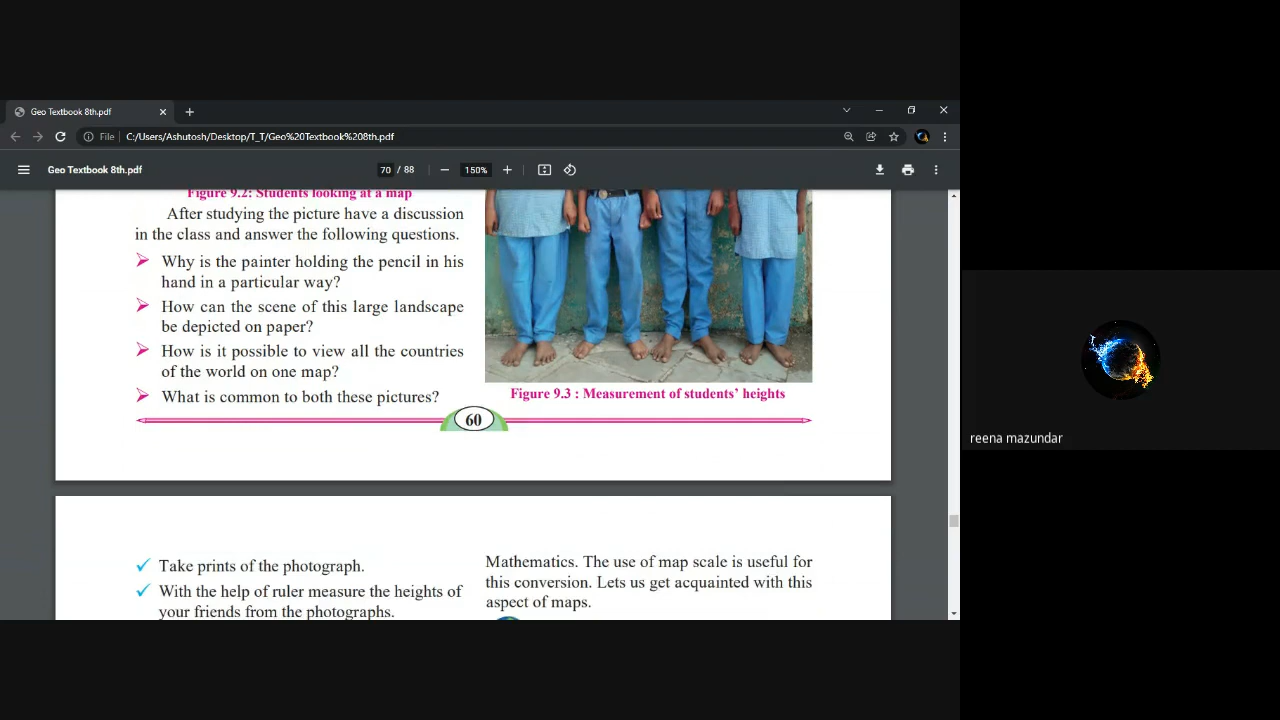 Geo Textbook 8th.pdf
File
C:/Users/Ashutosh/Desktop/T_T/Geo%20Textbook%208th.pdf
Geo Textbook 8th.pdf
70 / 88
150%
Figure 9.2: Students looking at a map
After studying the picture have a discussion
in the class and answer the following questions.
Why is the painter holding the pencil in his
hand in a particular way?
How can the scene of this large landscape
be depicted on paper?
How is it possible to view all the countries
of the world on one map?
What is common to both these pictures?
Figure 9.3 : Measurement of students’ heights
60
Take prints of the photograph.
With the help of ruler measure the heights of
your friends from the photographs.
Mathematics. The use of map scale is useful for
this conversion. Lets us get acquainted with this
aspect of maps.
reena mazundar